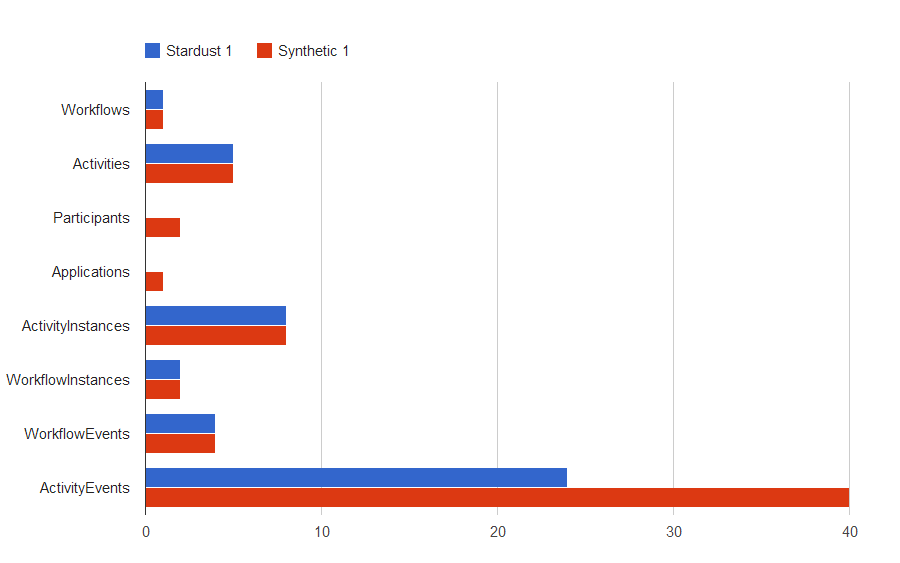 Stardust 1 Synthetic 1
Workflows
Activities
Participants
Applications
ActivityInstances
WorkflowInstances
WorkflowEvents
ActivityEvents
0 10 20 30 40